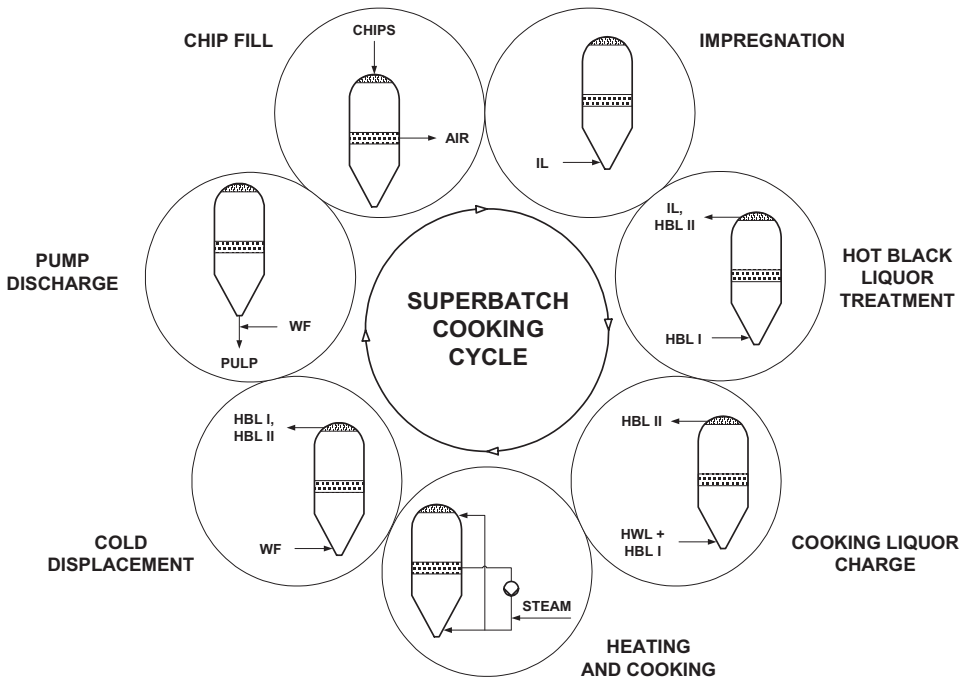 CHIP FILL
CHIPS
AIR
IMPREGNATION
IL
IL,
HBL II
HBL I
HOT BLACK
LIQUOR
TREATMENT
HBL II
HWL +
HBL I
COOKING LIQUOR
CHARGE
STEAM
HEATING
AND COOKING
HBL I,
HBL II
WF
COLD
DISPLACEMENT
WF
PULP
PUMP
DISCHARGE
SUPERBATCH
COOKING
CYCLE